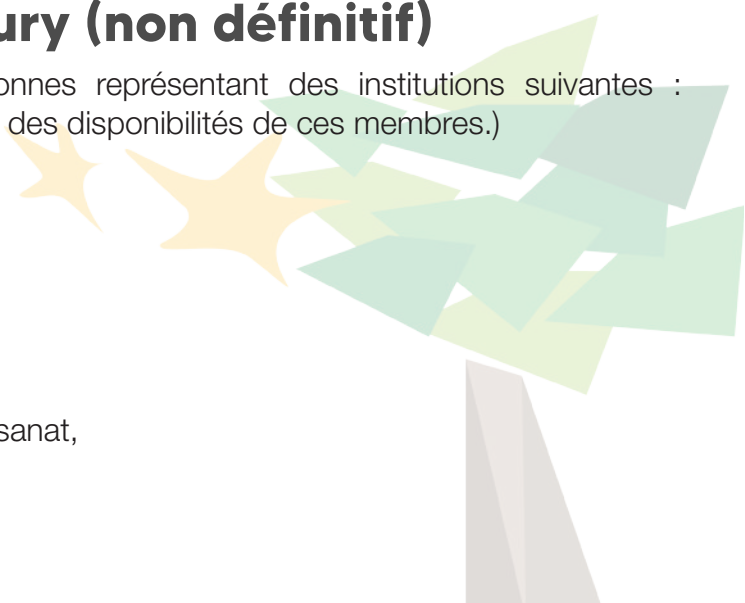 ury (non définitif)
onnes représentant des institutions suivantes :
des disponibilités de ces membres.)
sanat,